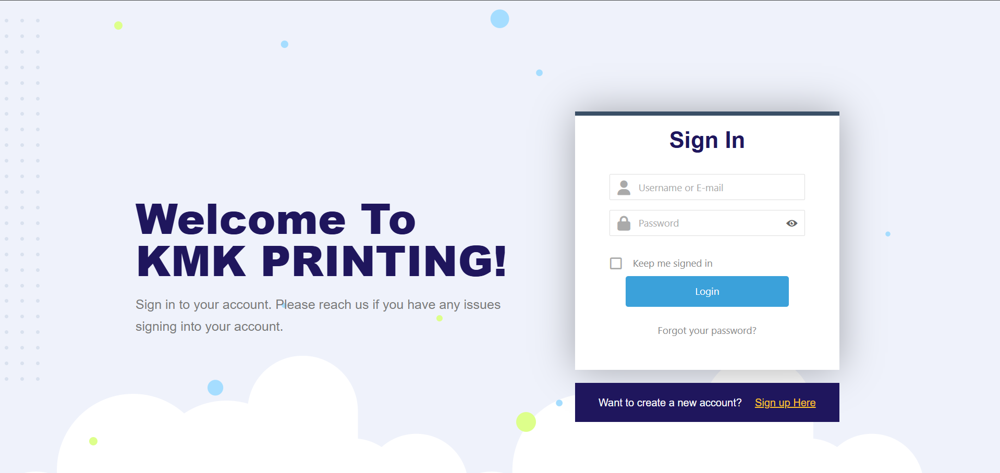 Welcome To
KMK PRINTING!
Sign in to your account. Please reach us if you have any issues
signing into your account.
Sign In
Username or E-mail
Password
Keep me signed in
Login
Forgot your password?
Want to create a new account? Sign up Here